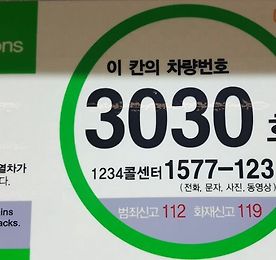 ons
이 칸의 차량번호
3030 호
열차가
다.
1234콜센터 1577-123
(전화, 문자, 사진, 동영상)
범죄신고 112 화재신고 119
ins
acks.